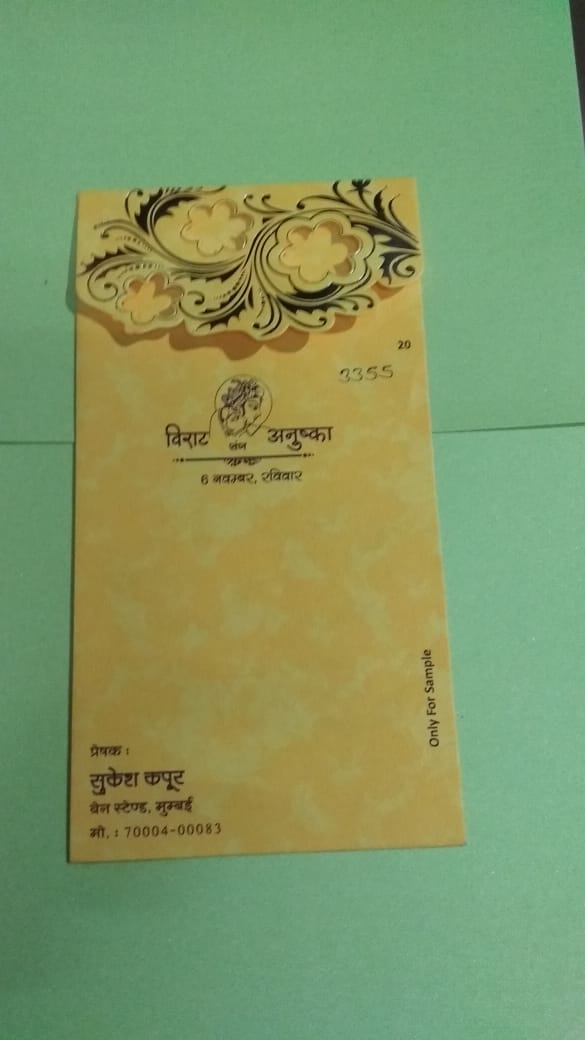 20
3355
विराट संग अनुष्का
6 नवम्बर, रविवार
Only For Sample
प्रेषक :
सुकेश कपूर
बैन स्टेण्ड, मुम्बई
मो. : 70004-00083